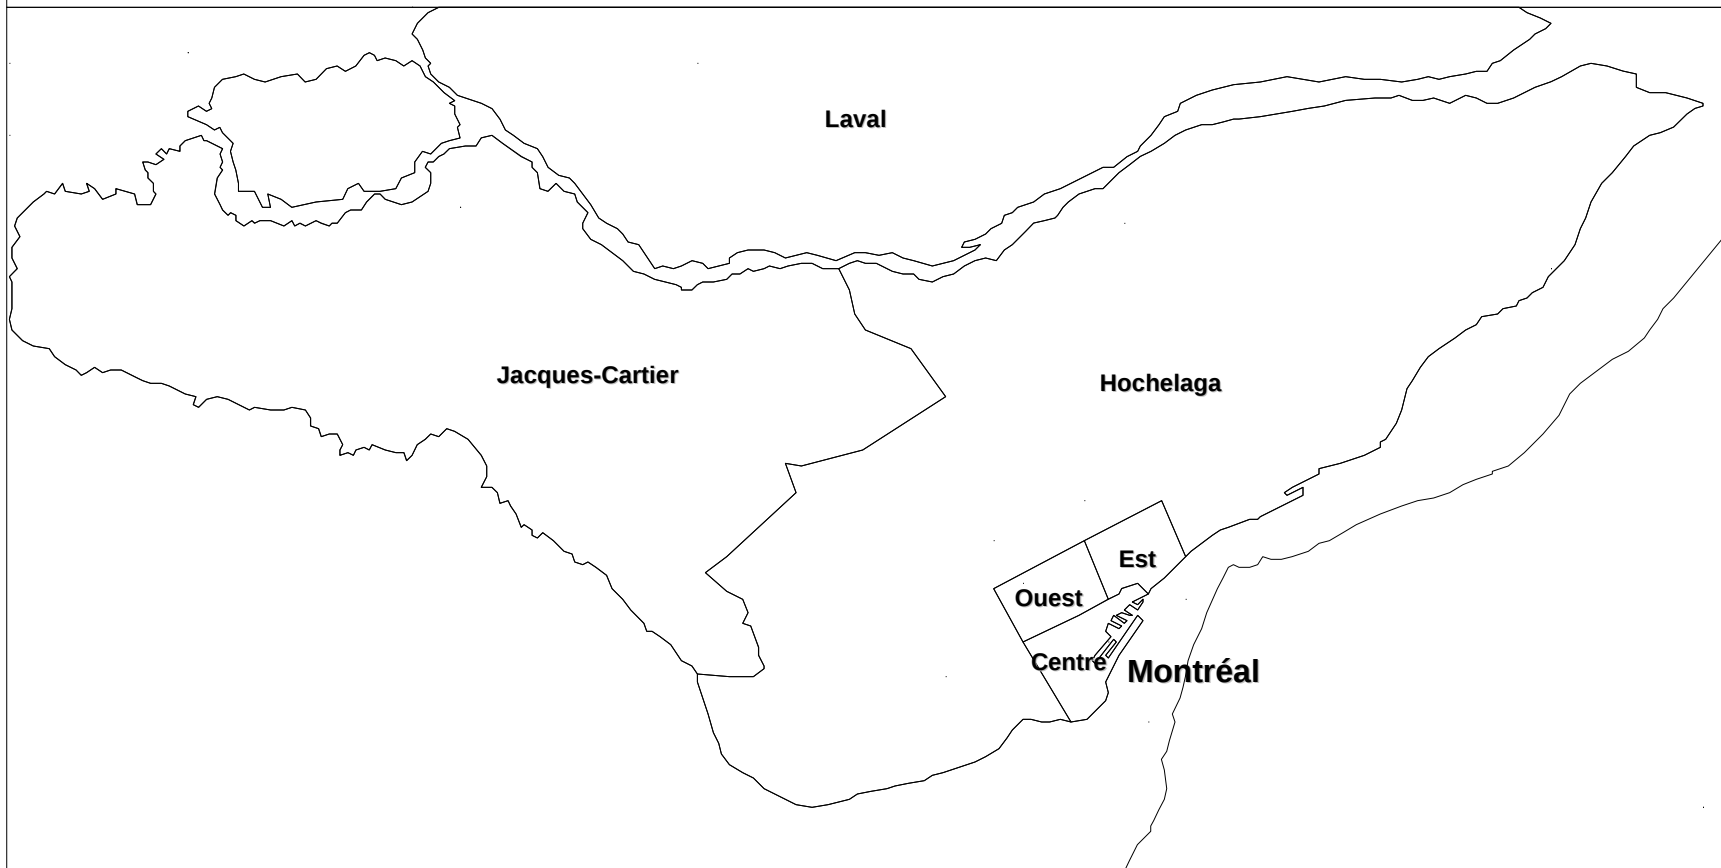 Laval
Jacques-Cartier
Hochelaga
Est
Ouest
Centre
Montréal